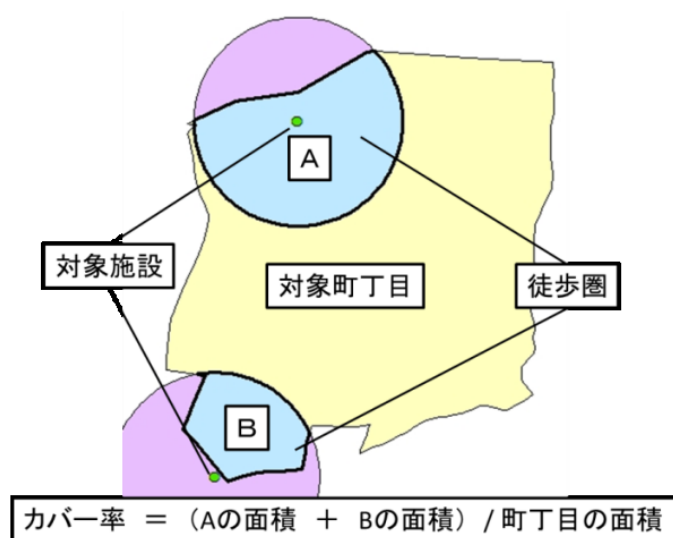 A
対象施設
対象町丁目
徒歩圏
B
カバー率 = (Aの面積 + Bの面積) / 町丁目の面積